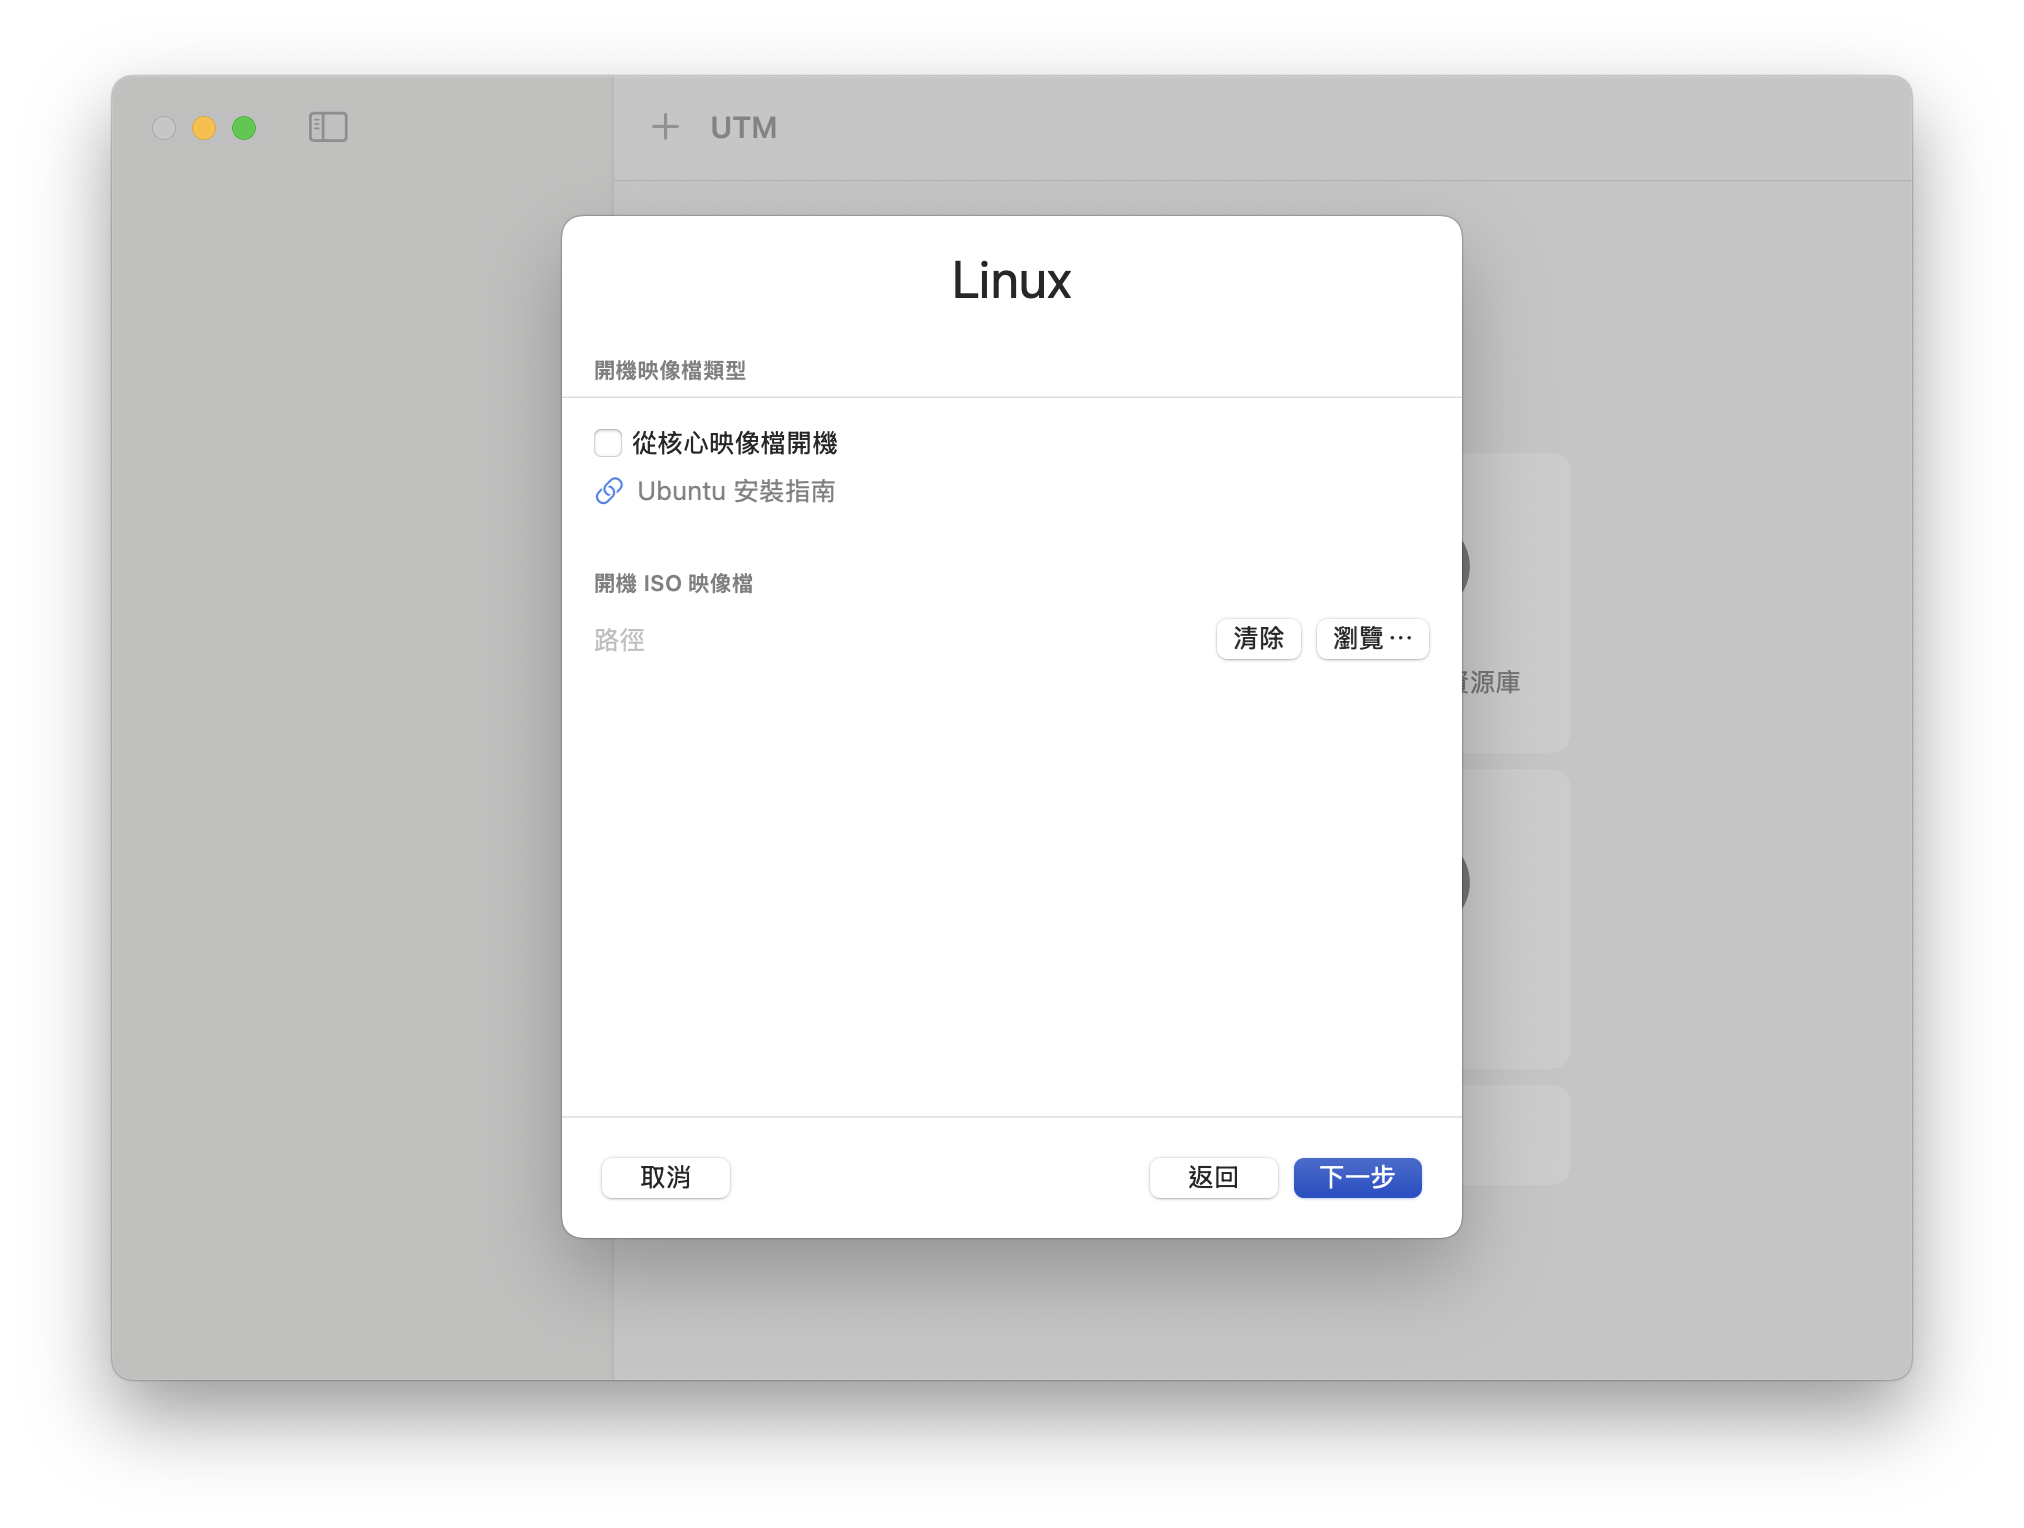 UTM
Linux
開機映像檔類型
從核心映像檔開機
Ubuntu 安裝指南
開機 ISO 映像檔
路徑
清除
瀏覽…
源庫
取消
返回
下一步